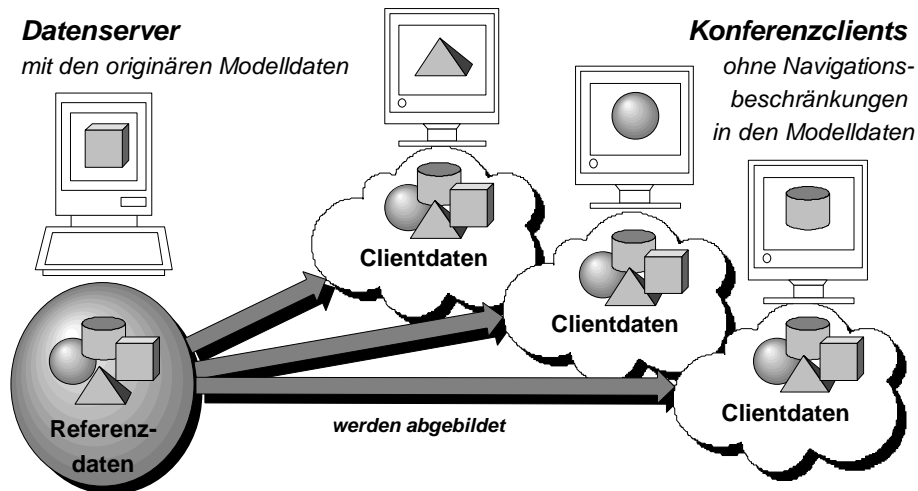 Datenserver
mit den originären Modelldaten
Konferenzclients
ohne Navigations-
beschränkungen
in den Modelldaten
Clientdaten
Clientdaten
Clientdaten
Referenz-
daten
werden abgebildet